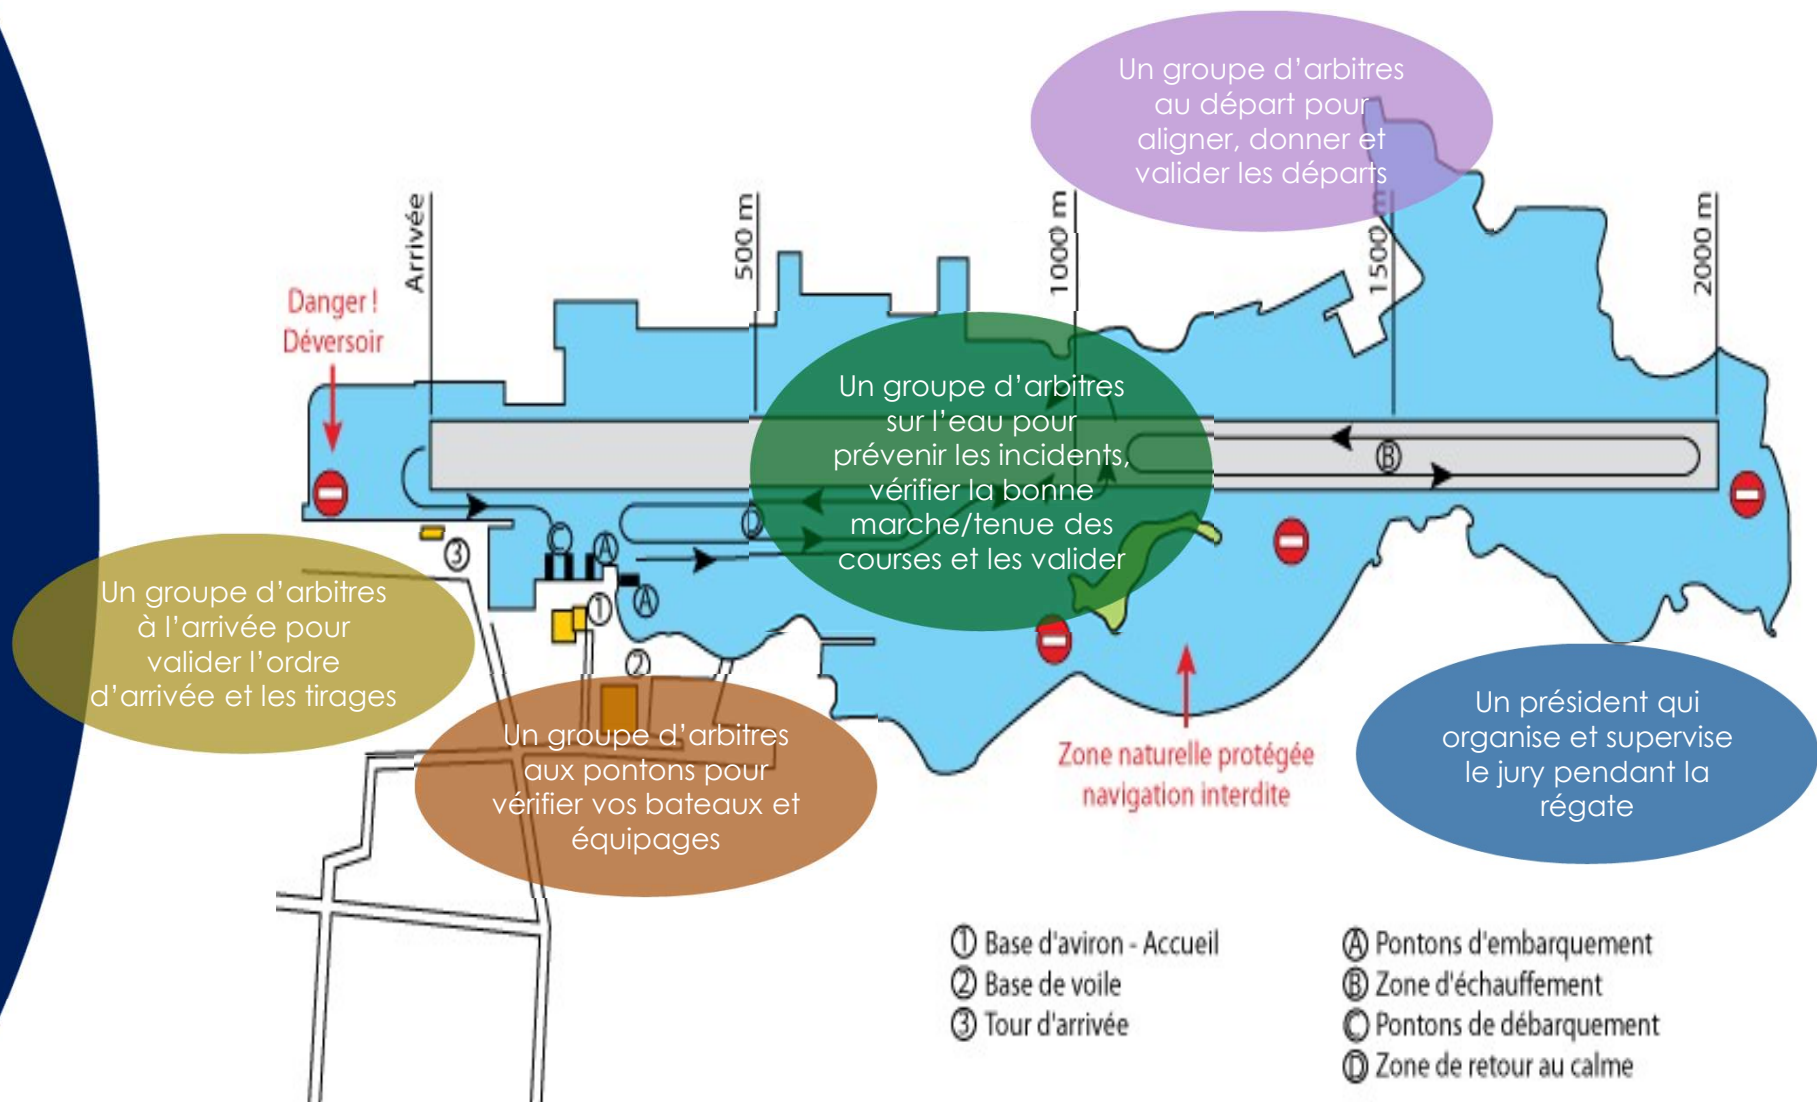 Un groupe d’arbitres
au départ pour
aligner, donner et
valider les départs
Arrivée
500 m
1000 m
1500 m
2000 m
Danger !
Déversoir
Un groupe d’arbitres
sur l’eau pour
prévenir les incidents,
vérifier la bonne
marche/tenue des
courses et les valider
B
D
C
A
A
3
1
2
Un groupe d’arbitres
à l’arrivée pour
valider l’ordre
d’arrivée et les tirages
Un groupe d’arbitres
aux pontons pour
vérifier vos bateaux et
équipages
Zone naturelle protégée
navigation interdite
Un président qui
organise et supervise
le jury pendant la
régate
1 Base d'aviron - Accueil
2 Base de voile
3 Tour d'arrivée
A Pontons d'embarquement
B Zone d'échauffement
C Pontons de débarquement
D Zone de retour au calme